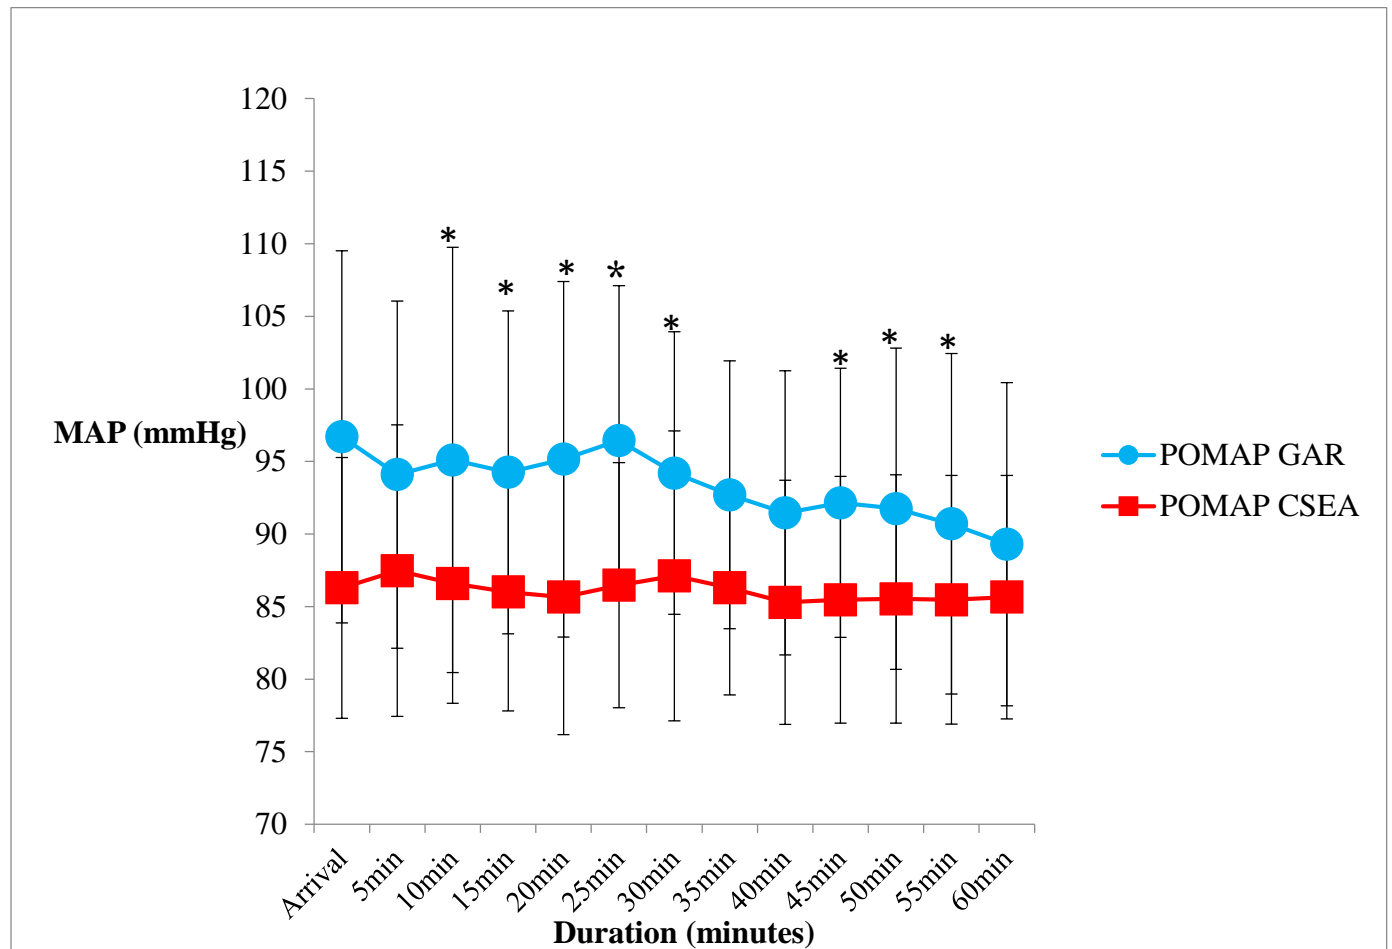 120
115
110
105
100
95
90
85
80
75
70
MAP (mmHg)
*
*
*
*
*
*
*
*
POMAP GAR
POMAP CSEA
Arrival
5min
10min
15min
20min
25min
30min
35min
40min
45min
50min
55min
60min
Duration (minutes)